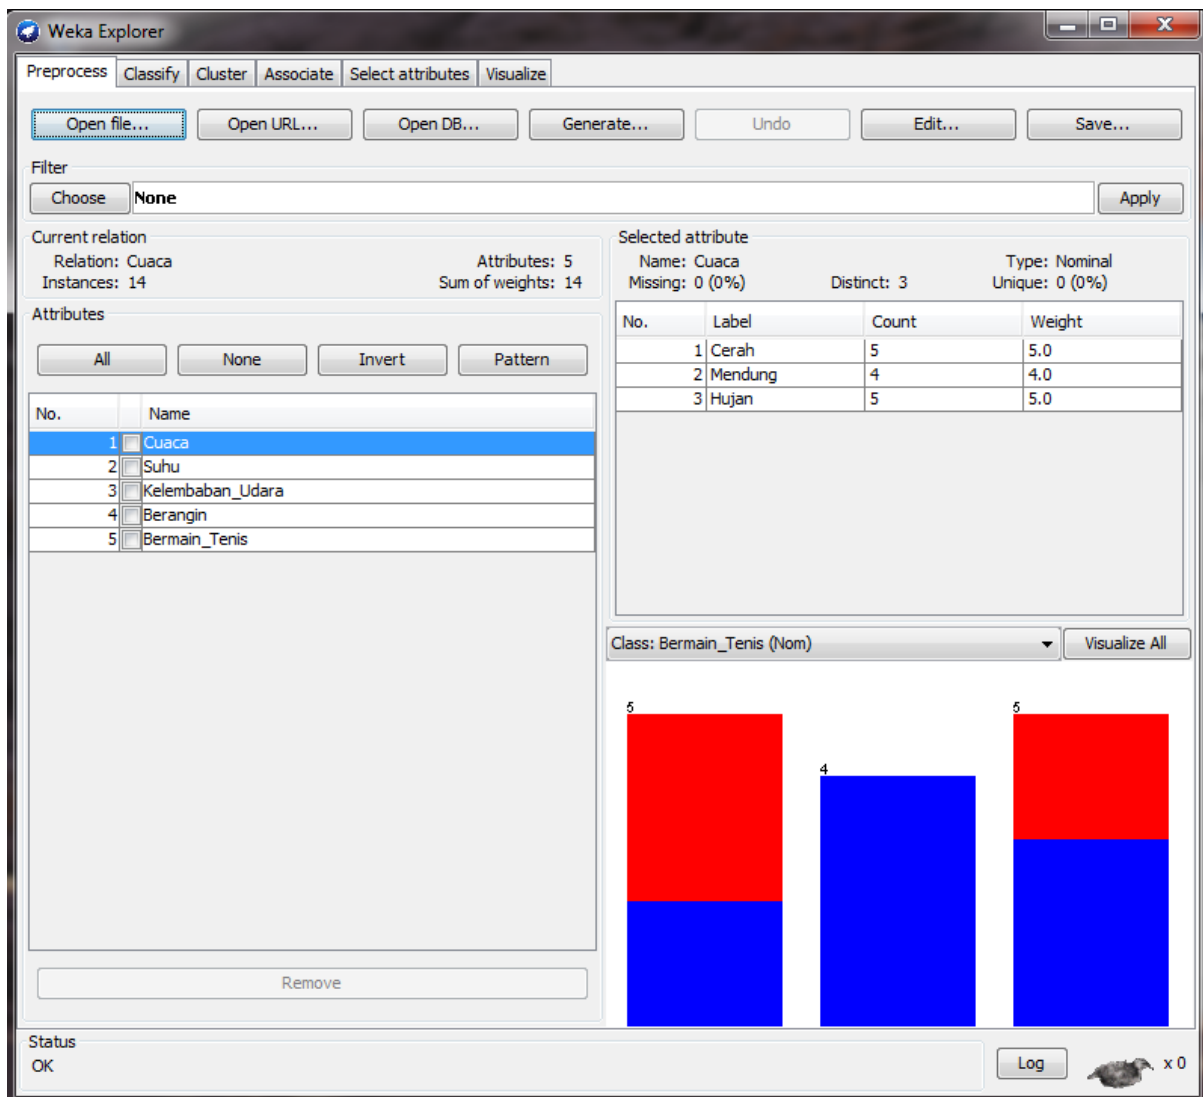 Weka Explorer
Preprocess Classify Cluster Associate Select attributes Visualize
Open file... Open URL... Open DB... Generate... Undo Edit... Save...
Filter
Choose None Apply
Current relation
Relation: Cuaca Attributes: 5
Instances: 14 Sum of weights: 14
Attributes
All None Invert Pattern
No. Name
1 Cuaca
2 Suhu
3 Kelembaban_Udara
4 Berangin
5 Bermain_Tenis
Remove
Selected attribute
Name: Cuaca Type: Nominal
Missing: 0 (0%) Distinct: 3 Unique: 0 (0%)
No. Label Count Weight
1 Cerah 5 5.0
2 Mendung 4 4.0
3 Hujan 5 5.0
Class: Bermain_Tenis (Nom) Visualize All
5 4 5
Status
OK
Log x 0